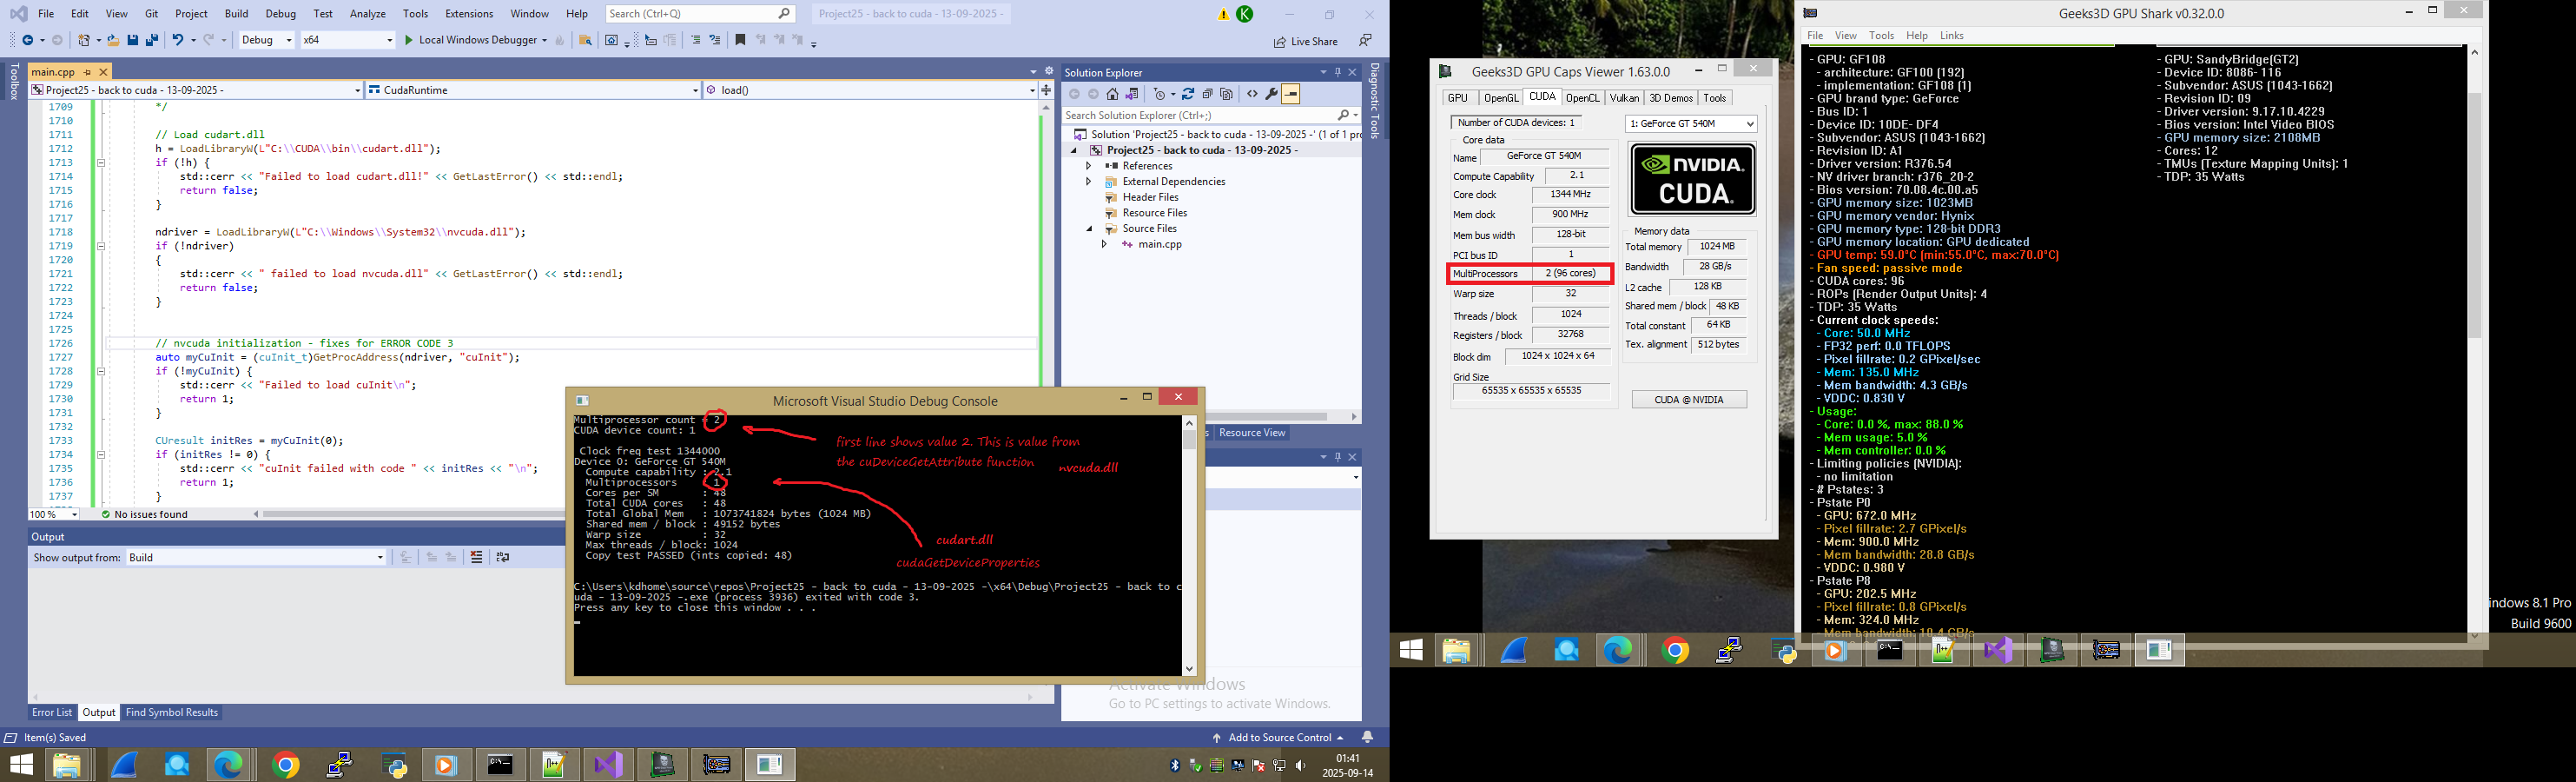 File Edit View Git Project Build Debug Test Analyze Tools Extensions Window Help Search (Ctrl+Q) Project25 - back to cuda - 13-09-2025 - K
Debug x64 Local Windows Debugger Live Share
Toolbox
main.cpp
Project25 - back to cuda - 13-09-2025 - CudaRuntime load()
1709 */
1710
1711 // Load cudart.dll
1712 h = LoadLibraryW(L"C:\\CUDA\\bin\\cudart.dll");
1713 if (!h) {
1714 std::cerr << "Failed to load cudart.dll!" << GetLastError() << std::endl;
1715 return false;
1716 }
1717
1718 ndriver = LoadLibraryW(L"C:\\Windows\\System32\\nvcuda.dll");
1719 if (!ndriver)
1720 {
1721 std::cerr << " failed to load nvcuda.dll" << GetLastError() << std::endl;
1722 return false;
1723 }
1724
1725
1726 // nvcuda initialization - fixes for ERROR CODE 3
1727 auto myCuInit = (cuInit_t)GetProcAddress(ndriver, "cuInit");
1728 if (!myCuInit) {
1729 std::cerr << "Failed to load cuInit\n";
1730 return 1;
1731 }
1732
1733 CUresult initRes = myCuInit(0);
1734 if (initRes != 0) {
1735 std::cerr << "cuInit failed with code " << initRes << "\n";
1736 return 1;
1737 }
100 % No issues found
Output
Show output from: Build
Error List Output Find Symbol Results
Item(s) Saved
Add to Source Control
Solution Explorer
Search Solution Explorer (Ctrl+;)
Solution 'Project25 - back to cuda - 13-09-2025 -' (1 of 1 pr
Project25 - back to cuda - 13-09-2025 -
References
External Dependencies
Header Files
Resource Files
Source Files
main.cpp
Diagnostic Tools
Resource View
Activate Windows
Go to PC settings to activate Windows.
Microsoft Visual Studio Debug Console
Multiprocessor count 2
CUDA device count: 1
Clock freq test 1344000
Device 0: GeForce GT 540M
Compute capability : 2.1
Multiprocessors 1
Cores per SM : 48
Total CUDA cores : 48
Total Global Mem : 1073741824 bytes (1024 MB)
Shared mem / block : 49152 bytes
Warp size : 32
Max threads / block: 1024
Copy test PASSED (ints copied: 48)
C:\Users\kdhome\source\repos\Project25 - back to cuda - 13-09-2025 -\x64\Debug\Project25 - back to c
uda - 13-09-2025 -.exe (process 3936) exited with code 3.
Press any key to close this window . . .
first line shows value 2. This is value from
the cuDeviceGetAttribute function nvcuda.dll
cudart.dll
cudaGetDeviceProperties
01:41
2025-09-14
Geeks3D GPU Caps Viewer 1.63.0.0
GPU OpenGL CUDA OpenCL Vulkan 3D Demos Tools
Number of CUDA devices: 1 1: GeForce GT 540M
Core data
Name GeForce GT 540M
Compute Capability 2.1
Core clock 1344 MHz
Mem clock 900 MHz
Mem bus width 128-bit
PCI bus ID 1
MultiProcessors 2 (96 cores)
Warp size 32
Threads / block 1024
Registers / block 32768
Block dim 1024 x 1024 x 64
Grid Size
65535 x 65535 x 65535
NVIDIA
CUDA.
Memory data
Total memory 1024 MB
Bandwidth 28 GB/s
L2 cache 128 KB
Shared mem / block 48 KB
Total constant 64 KB
Tex. alignment 512 bytes
CUDA @ NVIDIA
Geeks3D GPU Shark v0.32.0.0
File View Tools Help Links
- GPU: GF108
- architecture: GF100 (192)
- implementation: GF108 (1)
- GPU brand type: GeForce
- Bus ID: 1
- Device ID: 10DE- DF4
- Subvendor: ASUS (1043-1662)
- Revision ID: A1
- Driver version: R376.54
- NV driver branch: r376_20-2
- Bios version: 70.08.4c.00.a5
- GPU memory size: 1023MB
- GPU memory vendor: Hynix
- GPU memory type: 128-bit DDR3
- GPU memory location: GPU dedicated
- GPU temp: 59.0°C (min:55.0°C, max:70.0°C)
- Fan speed: passive mode
- CUDA cores: 96
- ROPs (Render Output Units): 4
- TDP: 35 Watts
- Current clock speeds:
- Core: 50.0 MHz
- FP32 perf: 0.0 TFLOPS
- Pixel fillrate: 0.2 GPixel/sec
- Mem: 135.0 MHz
- Mem bandwidth: 4.3 GB/s
- VDDC: 0.830 V
- Usage:
- Core: 0.0 %, max: 88.0 %
- Mem usage: 5.0 %
- Mem controller: 0.0 %
- Limiting policies (NVIDIA):
- no limitation
- # Pstates: 3
- Pstate P0
- GPU: 672.0 MHz
- Pixel fillrate: 2.7 GPixel/s
- Mem: 900.0 MHz
- Mem bandwidth: 28.8 GB/s
- VDDC: 0.980 V
- Pstate P8
- GPU: 202.5 MHz
- Pixel fillrate: 0.8 GPixel/s
- Mem: 324.0 MHz
- Mem bandwidth: 10.4 GB/s
- GPU: SandyBridge(GT2)
- Device ID: 8086- 116
- Subvendor: ASUS (1043-1662)
- Revision ID: 09
- Driver version: 9.17.10.4229
- Bios version: Intel Video BIOS
- GPU memory size: 2108MB
- Cores: 12
- TMUs (Texture Mapping Units): 1
- TDP: 35 Watts
indows 8.1 Pro
Build 9600